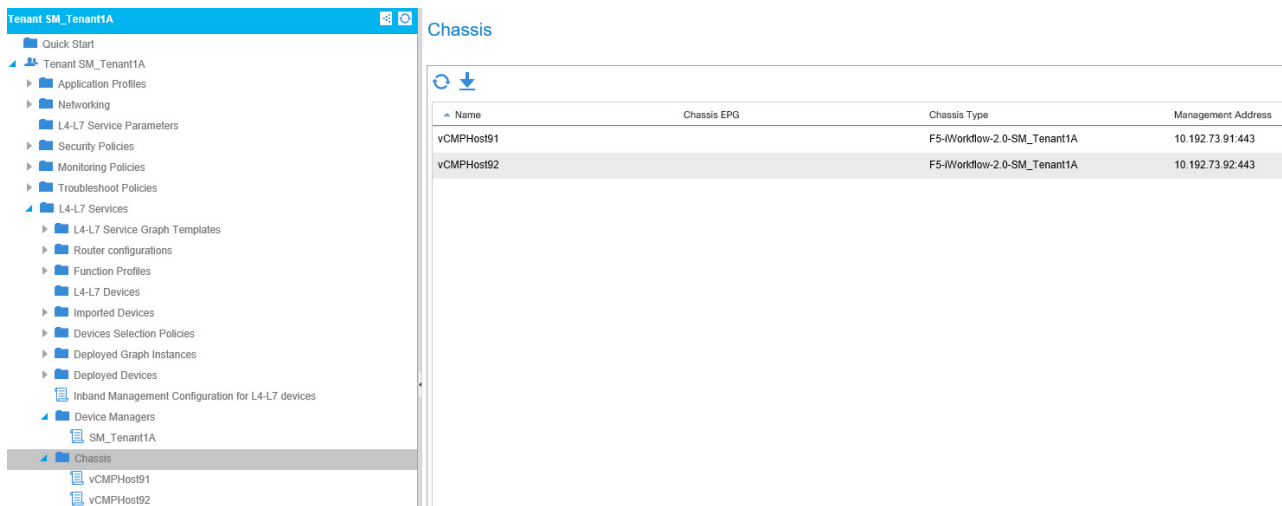 Tenant SM_Tenant1A
Quick Start
Tenant SM_Tenant1A
Application Profiles
Networking
L4-L7 Service Parameters
Security Policies
Monitoring Policies
Troubleshoot Policies
L4-L7 Services
L4-L7 Service Graph Templates
Router configurations
Function Profiles
L4-L7 Devices
Imported Devices
Devices Selection Policies
Deployed Graph Instances
Deployed Devices
Inband Management Configuration for L4-L7 devices
Device Managers
SM_Tenant1A
Chassis
vCMPHost91
vCMPHost92
Chassis
Name Chassis EPG Chassis Type Management Address
vCMPHost91 F5-iWorkflow-2.0-SM_Tenant1A 10.192.73.91:443
vCMPHost92 F5-iWorkflow-2.0-SM_Tenant1A 10.192.73.92:443